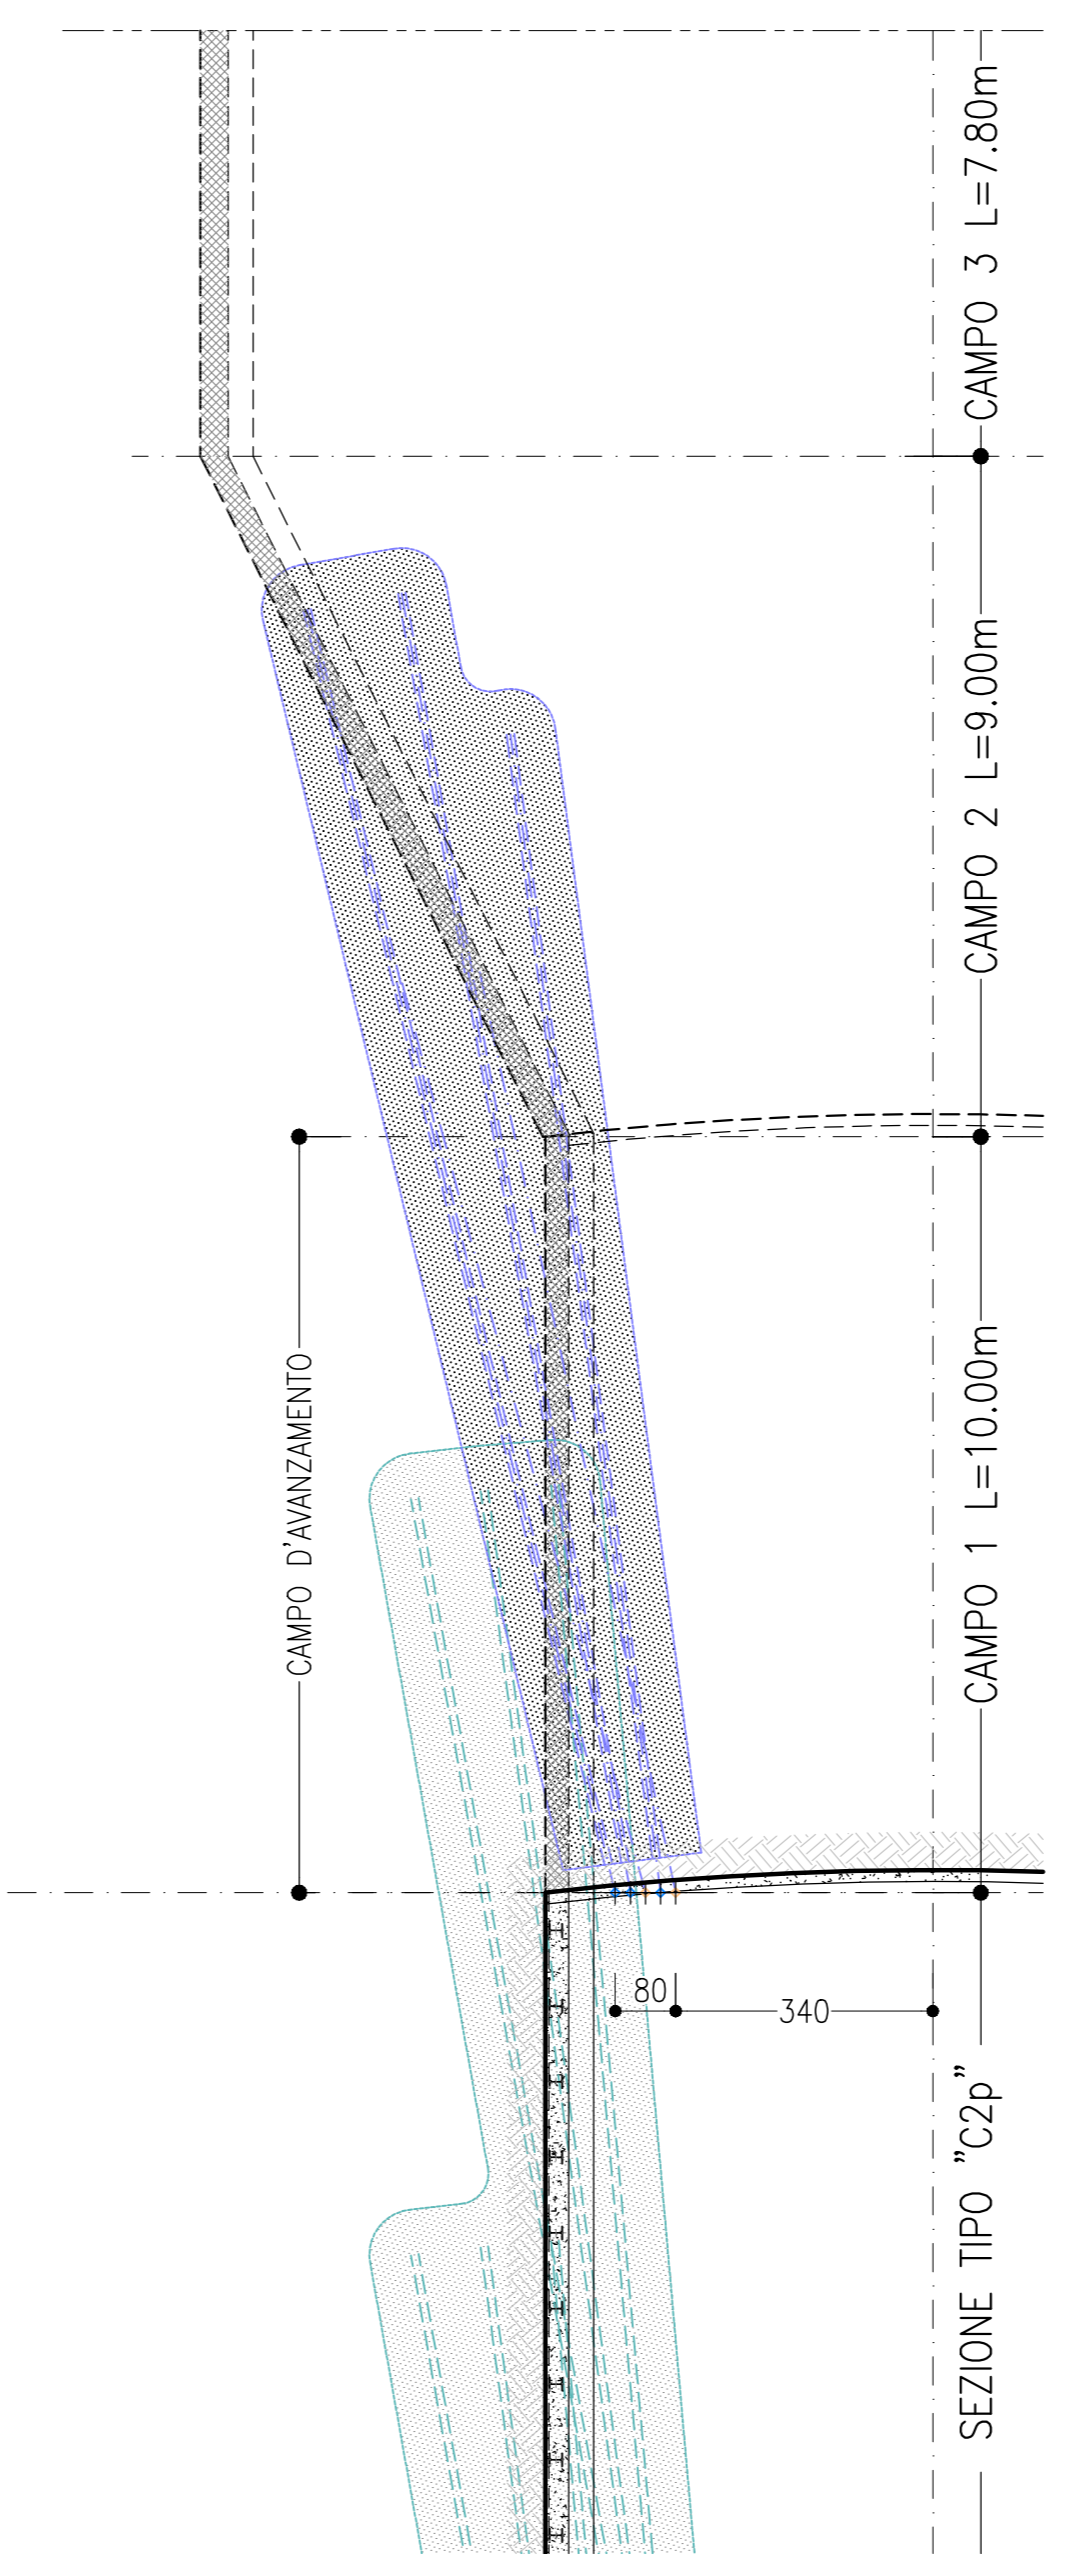 CAMPO 3 L=7.80m
CAMPO 2 L=9.00m
CAMPO D'AVANZAMENTO
CAMPO 1 L=10.00m
80
340
SEZIONE TIPO "C2p"